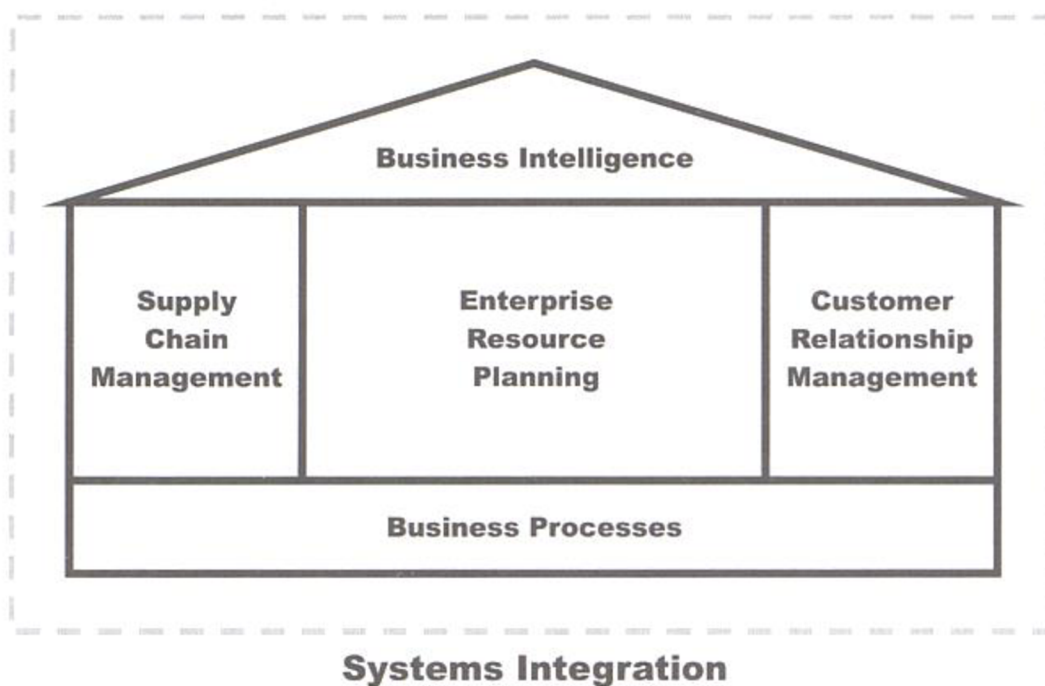 Business Intelligence
Supply
Chain
Management
Enterprise
Resource
Planning
Customer
Relationship
Management
Business Processes
Systems Integration